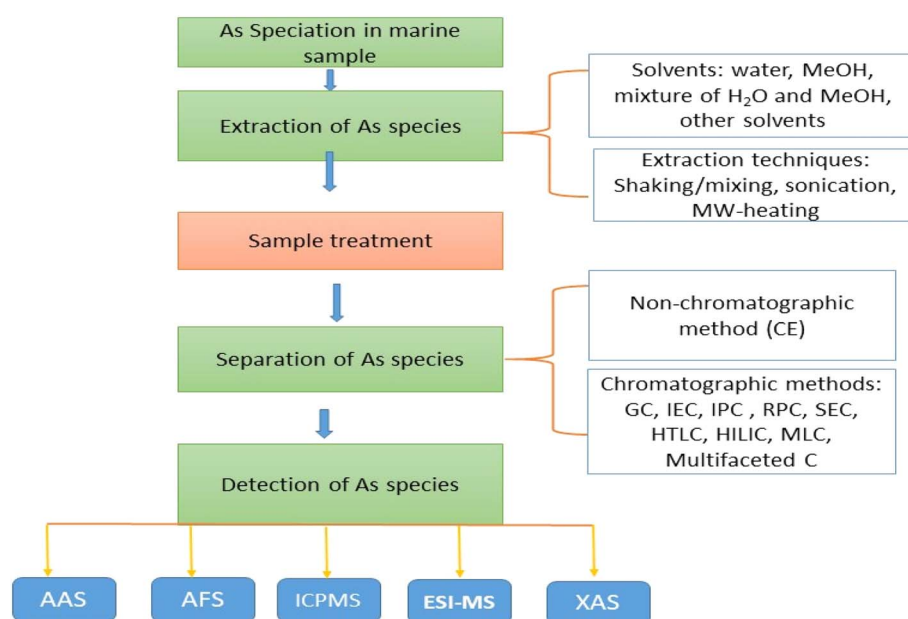 As Speciation in marine
sample
Extraction of As species
Solvents: water, MeOH,
mixture of H₂O and MeOH,
other solvents
Extraction techniques:
Shaking/mixing, sonication,
MW-heating
Sample treatment
Separation of As species
Non-chromatographic
method (CE)
Chromatographic methods:
GC, IEC, IPC , RPC, SEC,
HTLC, HILIC, MLC,
Multifaceted C
Detection of As species
AAS
AFS
ICPMS
ESI-MS
XAS